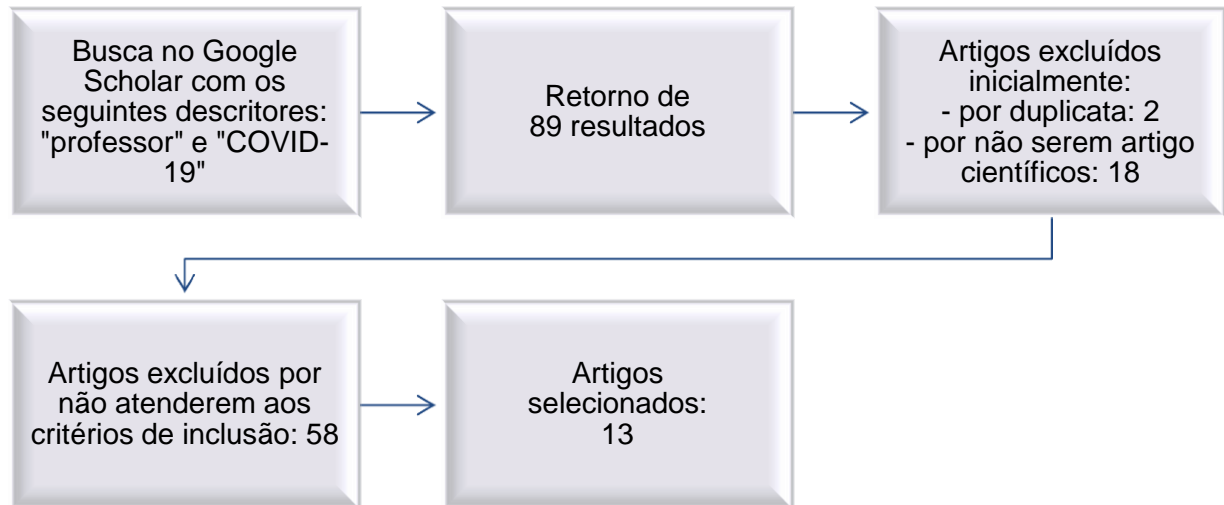 Busca no Google
Scholar com os
seguintes descritores:
"professor" e "COVID-
19"
Retorno de
89 resultados
Artigos excluídos
inicialmente:
- por duplicata: 2
- por não serem artigo
científicos: 18
Artigos excluídos por
não atenderem aos
critérios de inclusão: 58
Artigos
selecionados:
13